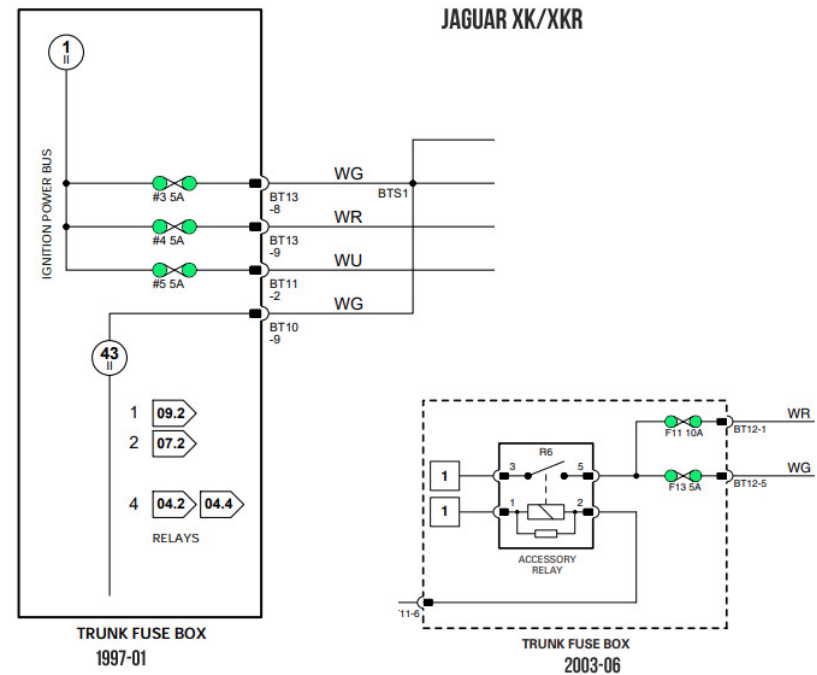 JAGUAR XK/XKR
1
II
IGNITION POWER BUS
#3 5A
BT13
-8
WG
BTS1
#4 5A
BT13
-9
WR
#5 5A
BT11
-2
WU
WG
BT10
-9
43
II
1 09.2
2 07.2
4 04.2 04.4
RELAYS
TRUNK FUSE BOX
1997-01
R6
1
3
5
1
1
2
ACCESSORY
RELAY
F11 10A
BT12-1
WR
F13 5A
BT12-5
WG
11-6
TRUNK FUSE BOX
2003-06